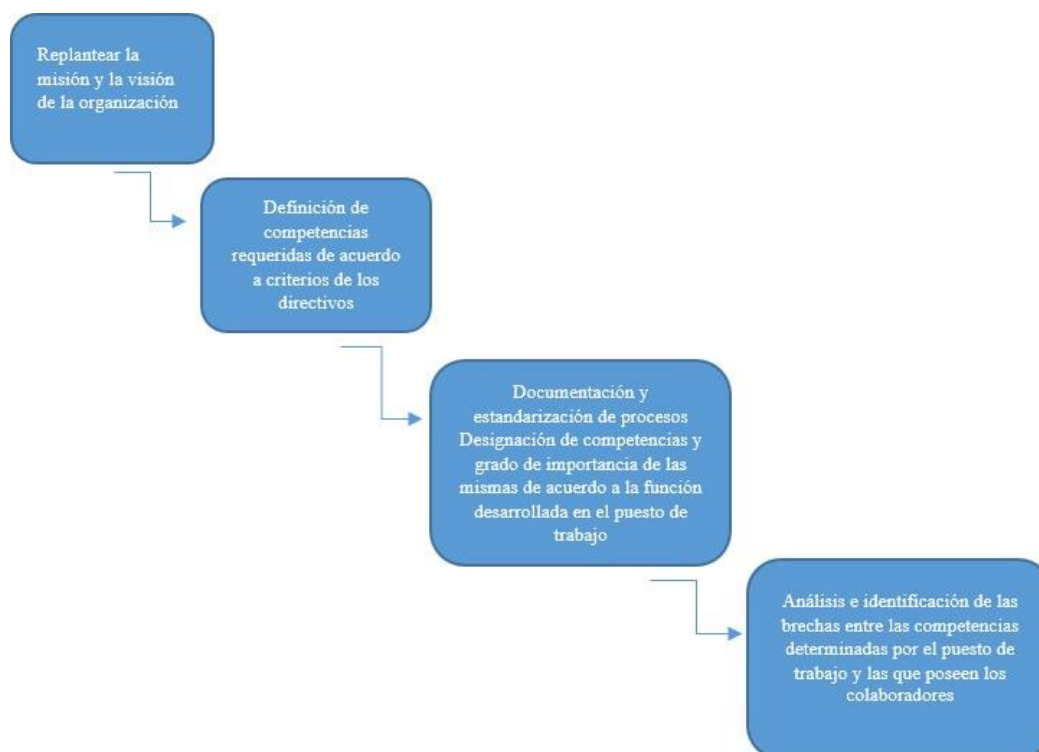 Replantear la
misión y la visión
de la organización
Definición de
competencias
requeridas de acuerdo
a criterios de los
directivos
Documentación y
estandarización de procesos
Designación de competencias y
grado de importancia de las
mismas de acuerdo a la función
desarrollada en el puesto de
trabajo
Análisis e identificación de las
brechas entre las competencias
determinadas por el puesto de
trabajo y las que poseen los
colaboradores